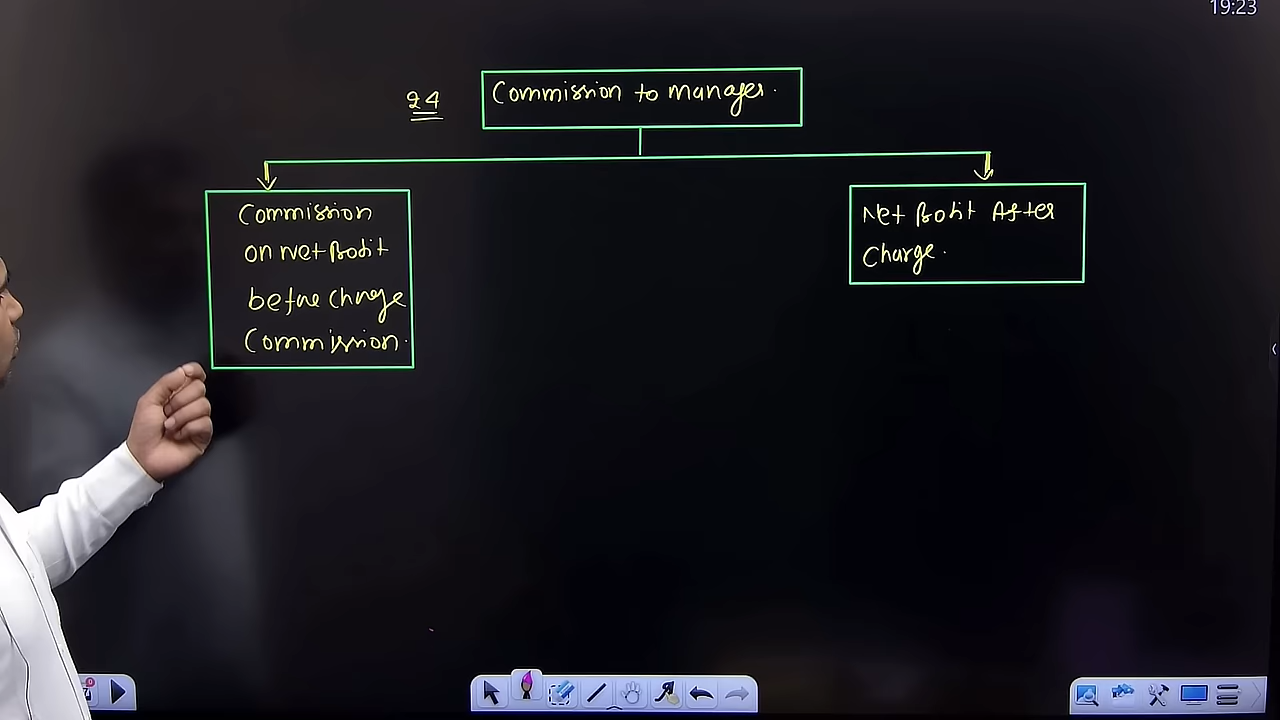 19:23
24
Commission to manager.
Commission
on net Profit
before charge
Commission.
Net Profit After
Charge.